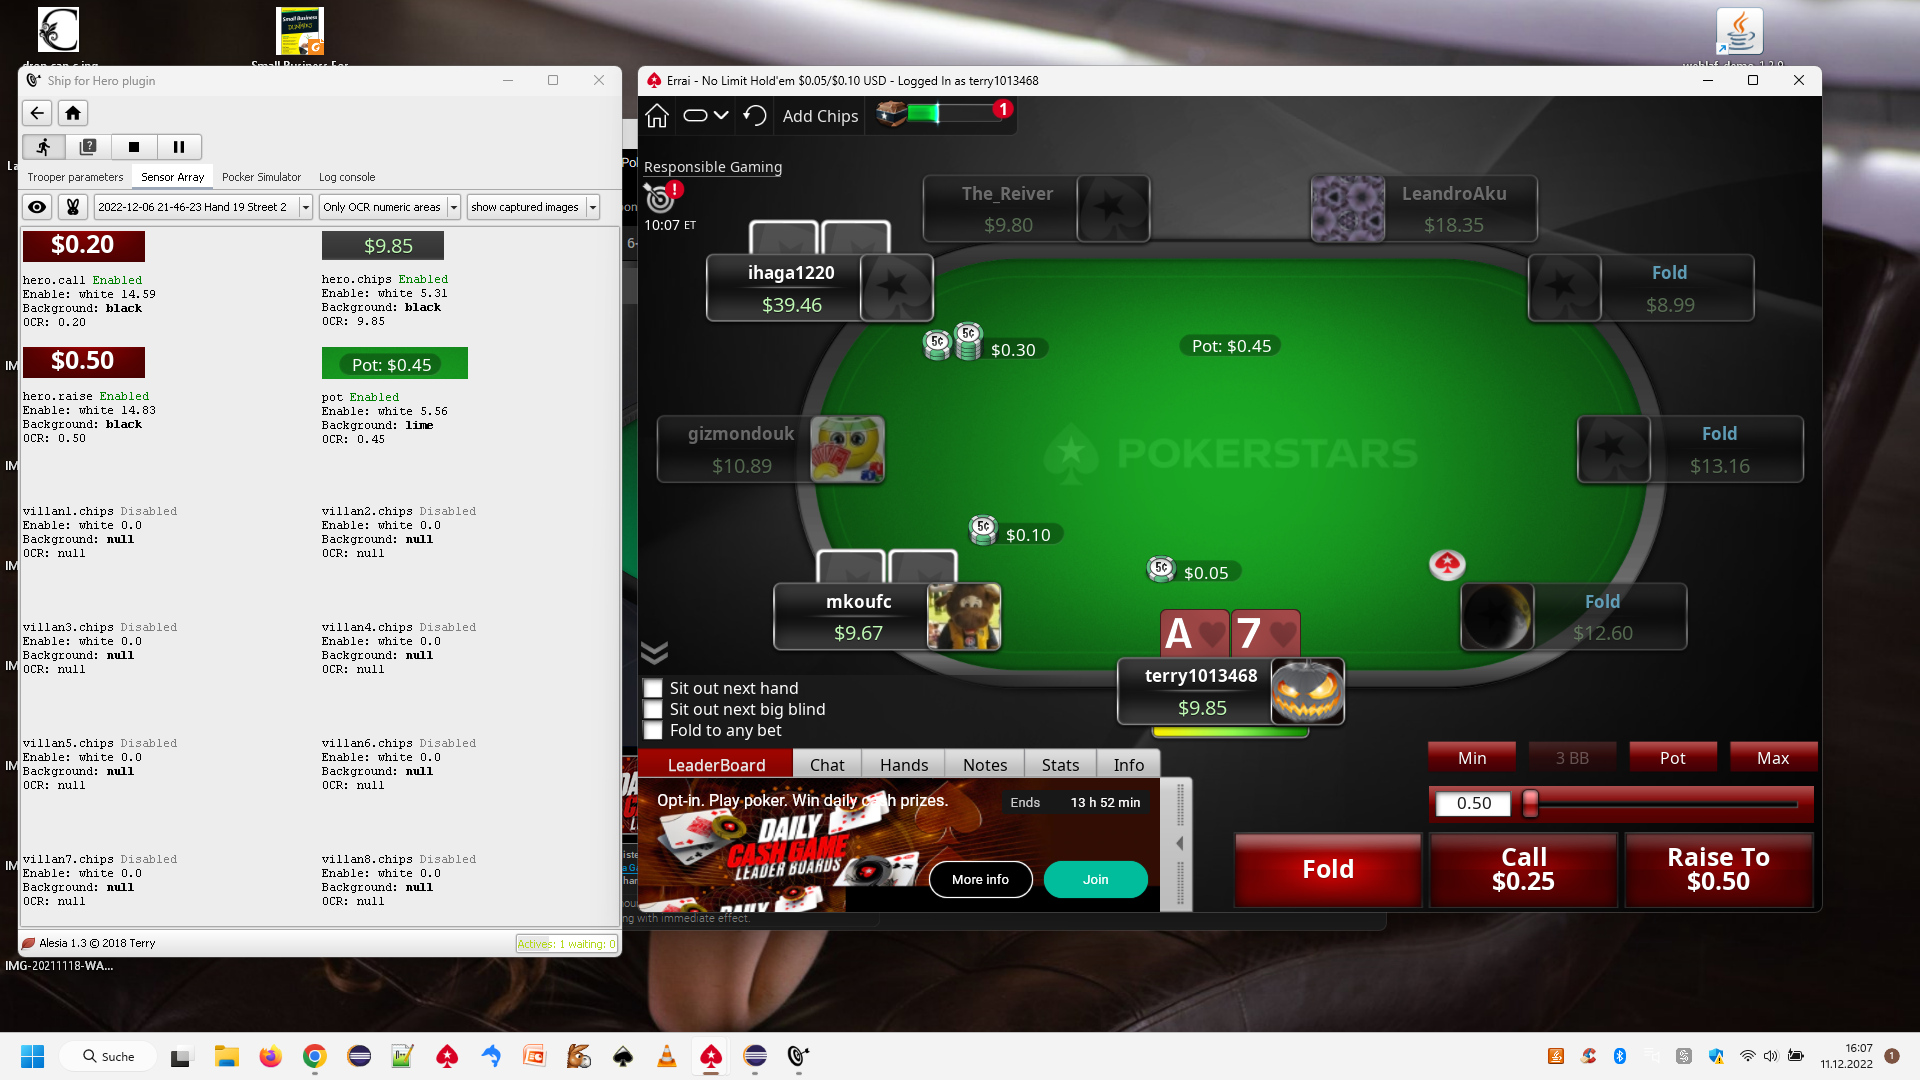 Ship for Hero plugin
Trooper parameters
Sensor Array
Pocker Simulator
Log console
2022-12-06 21-46-23 Hand 19 Street 2
Only OCR numeric areas
show captured images
$0.20
hero.call Enabled
Enable: white 14.59
Background: black
OCR: 0.20
$9.85
hero.chips Enabled
Enable: white 5.31
Background: black
OCR: 9.85
$0.50
hero.raise Enabled
Enable: white 14.83
Background: black
OCR: 0.50
Pot: $0.45
pot Enabled
Enable: white 5.56
Background: lime
OCR: 0.45
villan1.chips Disabled
Enable: white 0.0
Background: null
OCR: null
villan2.chips Disabled
Enable: white 0.0
Background: null
OCR: null
villan3.chips Disabled
Enable: white 0.0
Background: null
OCR: null
villan4.chips Disabled
Enable: white 0.0
Background: null
OCR: null
villan5.chips Disabled
Enable: white 0.0
Background: null
OCR: null
villan6.chips Disabled
Enable: white 0.0
Background: null
OCR: null
villan7.chips Disabled
Enable: white 0.0
Background: null
OCR: null
villan8.chips Disabled
Enable: white 0.0
Background: null
OCR: null
Alesia 1.3 © 2018 Terry
Actives: 1 waiting: 0
IMG-20211118-WA...
Errai - No Limit Hold'em $0.05/$0.10 USD - Logged In as terry1013468
Add Chips
1
Responsible Gaming
10:07 ET
The_Reiver
$9.80
LeandroAku
$18.35
ihaga1220
$39.46
Fold
$8.99
5¢
5¢
$0.30
Pot: $0.45
gizmondouk
$10.89
POKERSTARS
Fold
$13.16
5¢
$0.10
5¢
$0.05
mkoufc
$9.67
A
7
Fold
$12.60
terry1013468
$9.85
Sit out next hand
Sit out next big blind
Fold to any bet
LeaderBoard
Chat
Hands
Notes
Stats
Info
Opt-in. Play poker. Win daily cash prizes.
Ends 13 h 52 min
DAILY
CASH GAME
LEADER BOARDS
More info
Join
Min
3 BB
Pot
Max
0.50
Fold
Call
$0.25
Raise To
$0.50
ng with immediate effect.
Suche
16:07
11.12.2022
1